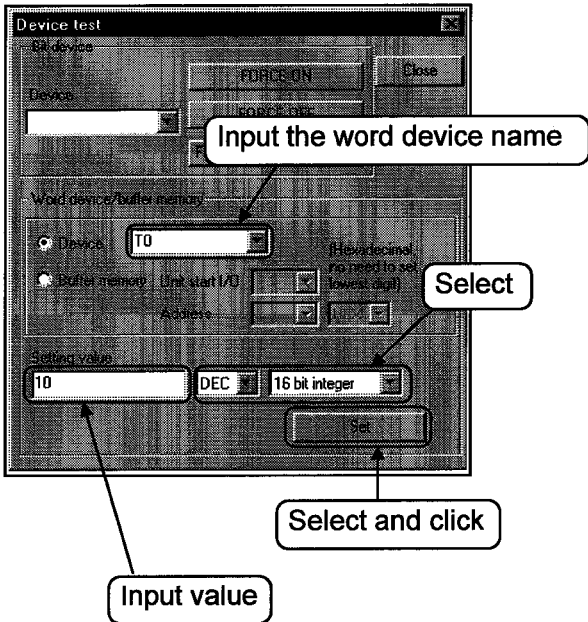 Device test
Bit device
FORCE ON
Close
Device
FORCE OFF
Input the word device name
Word device/buffer memory
Device
T0
(Hexadecimal,
no need to set
lowest digit)
Buffer memory
Unit start I/O
Select
Address
Setting value
10
DEC
16 bit integer
Set
Select and click
Input value